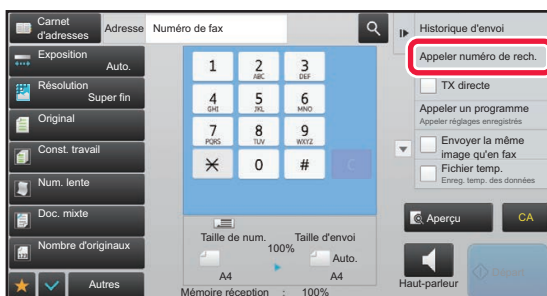 Carnet
d'adresses
Adresse
Numéro de fax
Exposition
Auto.
Résolution
Super fin
Original
Const. travail
Num. lente
Doc. mixte
Nombre d'originaux
Autres
1
2
ABC
3
DEF
4
GHI
5
JKL
6
MNO
7
PQRS
8
TUV
9
WXYZ
0
#
C
Taille de num.
Taille d'envoi
100%
Auto.
A4
A4
Mémoire réception : 100%
Historique d'envoi
Appeler numéro de rech.
TX directe
Appeler un programme
Appeler réglages enregistrés
Envoyer la même
image qu'en fax
Fichier temp.
Enreg. temp. des données
Aperçu
CA
Haut-parleur
Départ